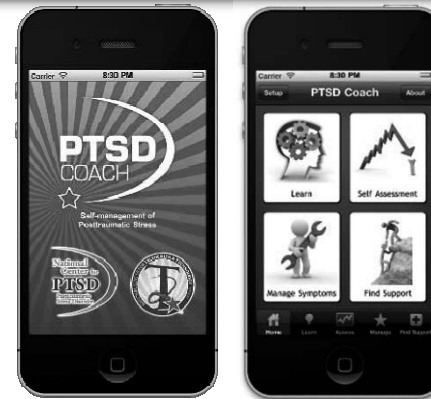 Carrier 8:30 PM
PTSD
COACH
Self-management of
Posttraumatic Stress
National
Center for
PTSD
Carrier 8:30 PM
Setup PTSD Coach About
Learn Self Assessment
Manage Symptoms Find Support
Home Learn Assess Manage Find Support